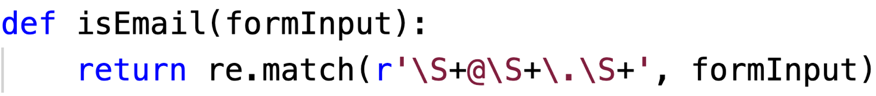 def isEmail(formInput):
    return re.match(r'\S+@\S+\.\S+', formInput)